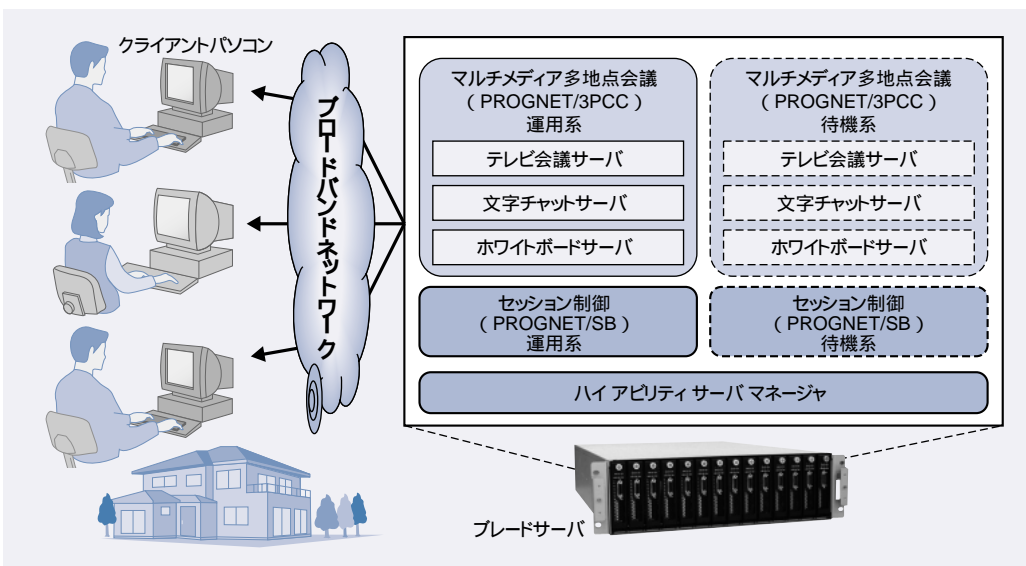 クライアントパソコン
ブロードバンドネットワーク
マルチメディア多地点会議
( PROGNET/3PCC )
運用系
テレビ会議サーバ
文字チャットサーバ
ホワイトボードサーバ
マルチメディア多地点会議
( PROGNET/3PCC )
待機系
テレビ会議サーバ
文字チャットサーバ
ホワイトボードサーバ
セッション制御
( PROGNET/SB )
運用系
セッション制御
( PROGNET/SB )
待機系
ハイ アビリティ サーバ マネージャ
ブレードサーバ